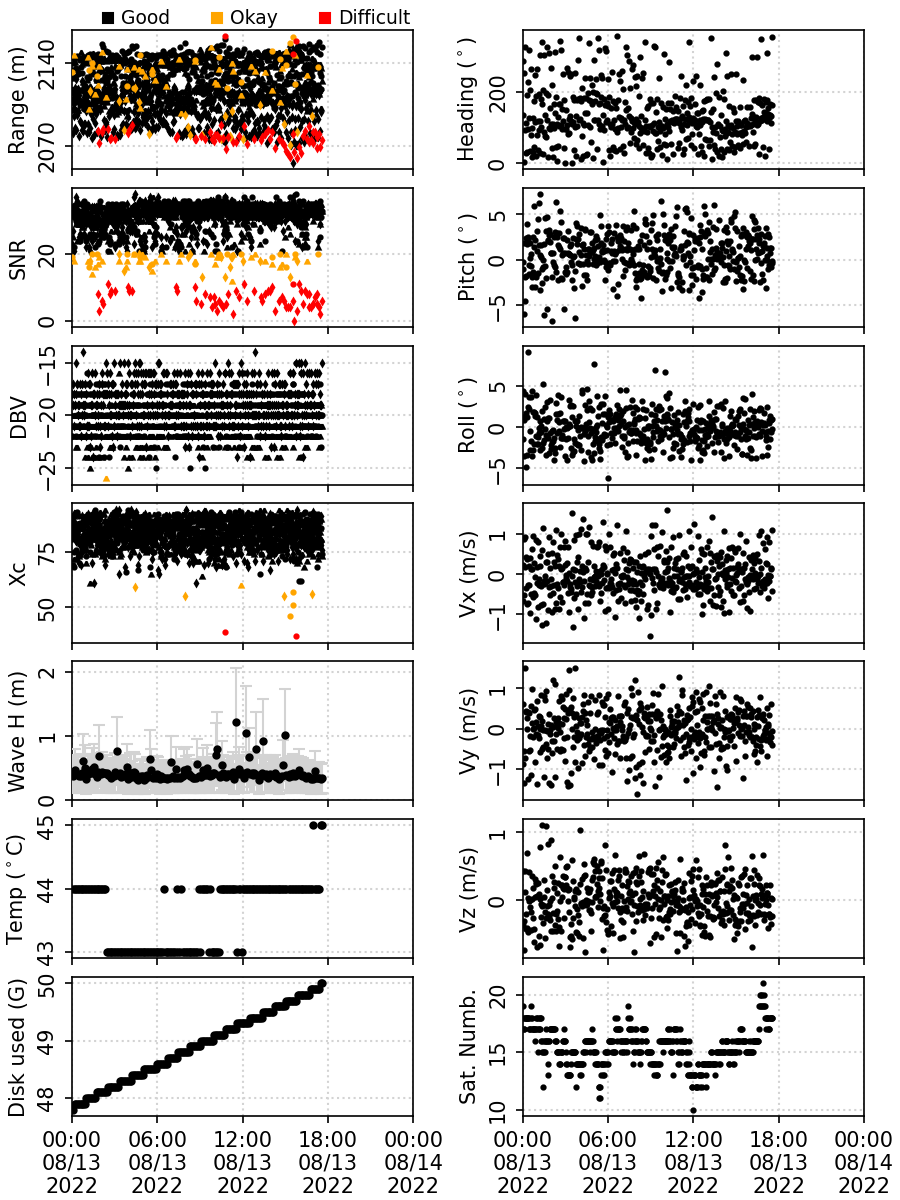 Good Okay Difficult
Range (m)
2140
2070
Heading (°)
200
0
SNR
20
0
Pitch (°)
5
0
−5
DBV
−15
−20
−25
Roll (°)
5
0
−5
Xc
75
50
Vx (m/s)
1
0
−1
Wave H (m)
2
1
0
Vy (m/s)
1
0
−1
Temp (°C)
45
44
43
Vz (m/s)
1
0
Disk used (G)
50
49
48
Sat. Numb.
20
15
10
00:00 06:00 12:00 18:00 00:00
08/13 08/13 08/13 08/13 08/14
2022 2022 2022 2022 2022
00:00 06:00 12:00 18:00 00:00
08/13 08/13 08/13 08/13 08/14
2022 2022 2022 2022 2022